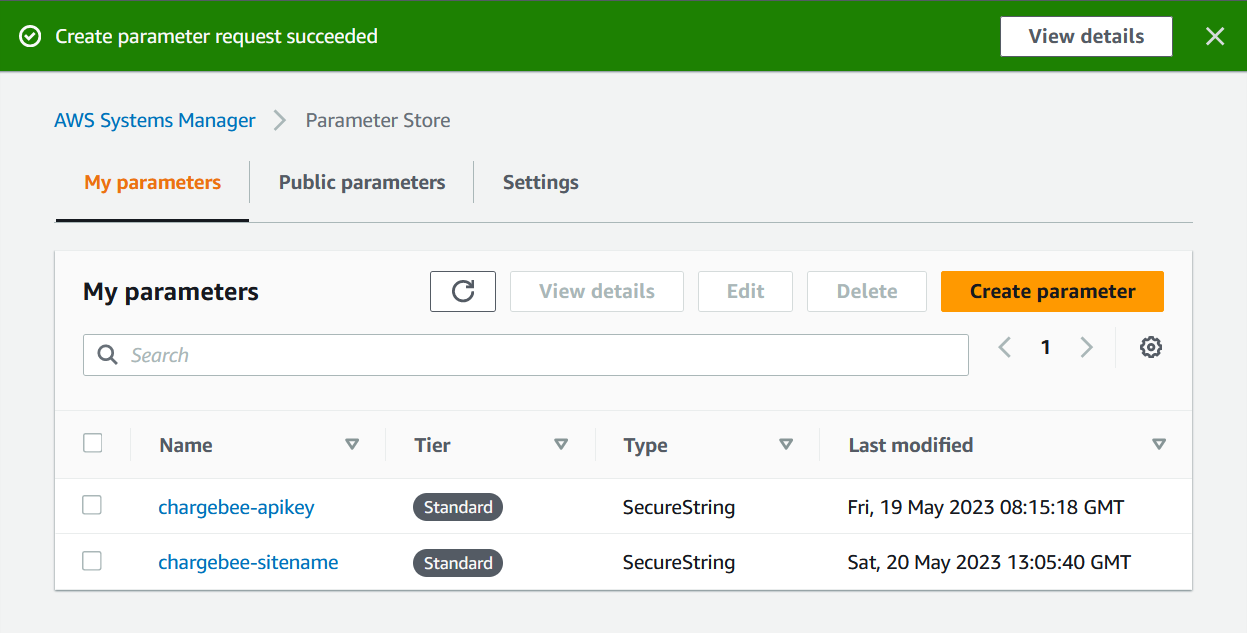 Create parameter request succeeded View details
AWS Systems Manager Parameter Store
My parameters Public parameters Settings
My parameters View details Edit Delete Create parameter
Search 1
Name Tier Type Last modified
chargebee-apikey Standard SecureString Fri, 19 May 2023 08:15:18 GMT
chargebee-sitename Standard SecureString Sat, 20 May 2023 13:05:40 GMT